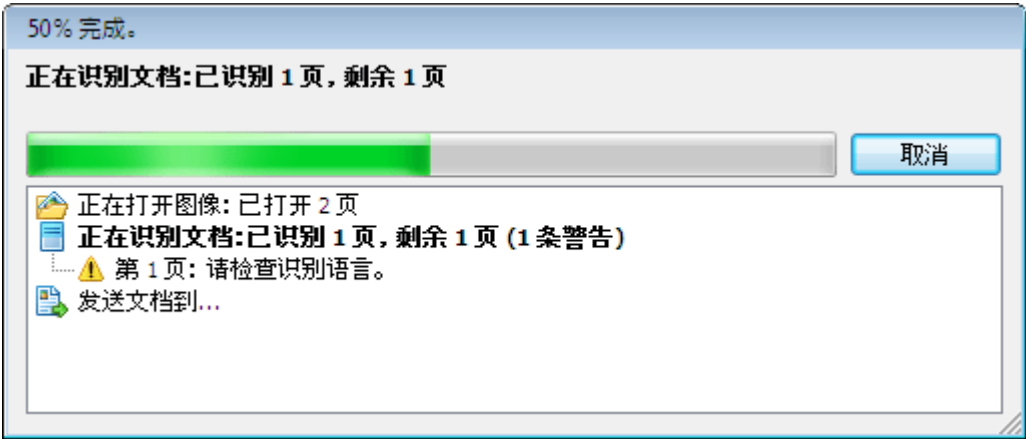 50% 完成。
正在识别文档:已识别 1 页, 剩余 1 页
取消
正在打开图像: 已打开 2 页
正在识别文档:已识别 1 页, 剩余 1 页 (1 条警告)
第 1 页: 请检查识别语言。
发送文档到...